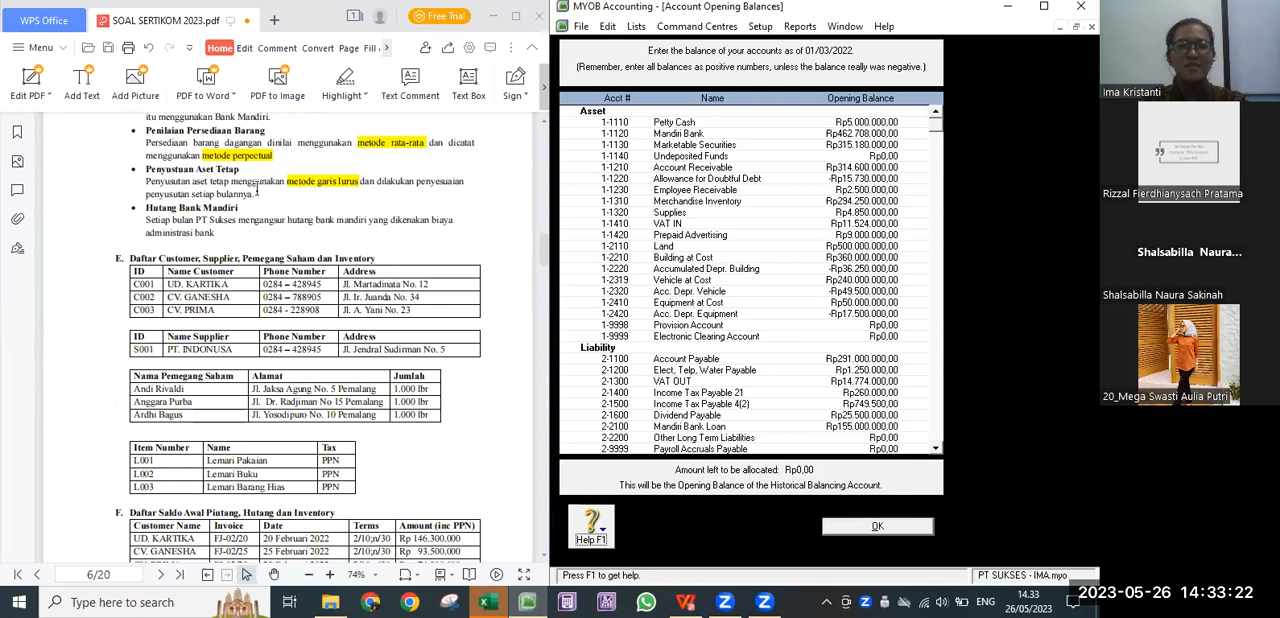 WPS Office
SOAL SERTIKOM 2023.pdf
Free Trial
Menu
Home Edit Comment Convert Page Fill
Edit PDF
Add Text
Add Picture
PDF to Word
PDF to Image
Highlight
Text Comment
Text Box
Sign
itu menggunakan Bank Mandiri.
• Penilaian Persediaan Barang
Persediaan barang dagangan dinilai menggunakan metode rata-rata dan dicatat
menggunakan metode perpectual
• Penyustuan Aset Tetap
Penyusutan aset tetap menggunakan metode garis lurus dan dilakukan penyesuaian
penyusutan setiap bulannya.
• Hutang Bank Mandiri
Setiap bulan PT Sukses mengangsur hutang bank mandiri yang dikenakan biaya
administrasi bank
E. Daftar Customer, Supplier, Pemegang Saham dan Inventory
ID Name Customer Phone Number Address
C001 UD. KARTIKA 0284 – 428945 Jl. Martadinata No. 12
C002 CV. GANESHA 0284 – 788905 Jl. Ir. Juanda No. 34
C003 CV. PRIMA 0284 - 228908 Jl. A. Yani No. 23
ID Name Supplier Phone Number Address
S001 PT. INDONUSA 0284 – 428945 Jl. Jendral Sudirman No. 5
Nama Pemegang Saham Alamat Jumlah
Andi Rivaldi Jl. Jaksa Agung No. 5 Pemalang 1.000 lbr
Anggara Purba Jl. Dr. Radjiman No 15 Pemalang 1.000 lbr
Ardhi Bagus Jl. Yosodipuro No. 10 Pemalang 1.000 lbr
Item Number Name Tax
L001 Lemari Pakaian PPN
L002 Lemari Buku PPN
L003 Lemari Barang Hias PPN
F. Daftar Saldo Awal Piutang, Hutang dan Inventory
Customer Name Invoice Date Terms Amount (inc PPN)
UD. KARTIKA FJ-02/20 20 Februari 2022 2/10;n/30 Rp 146.300.000
CV. GANESHA FJ-02/25 25 Februari 2022 2/10;n/30 Rp 93.500.000
6/20
74%
MYOB Accounting - [Account Opening Balances]
File Edit Lists Command Centres Setup Reports Window Help
Enter the balance of your accounts as of 01/03/2022.
(Remember, enter all balances as positive numbers, unless the balance really was negative.)
Acct # Name Opening Balance
Asset
1-1110 Petty Cash Rp5.000.000,00
1-1120 Mandiri Bank Rp462.708.000,00
1-1130 Marketable Securities Rp315.180.000,00
1-1140 Undeposited Funds Rp0,00
1-1210 Account Receivable Rp314.600.000,00
1-1220 Allowance for Doubtful Debt -Rp6.000.000,00
1-1230 Employee Receivable Rp2.500.000,00
1-1310 Merchandise Inventory Rp294.250.000,00
1-1320 Supplies Rp4.850.000,00
1-1410 VAT IN Rp11.524.000,00
1-1420 Prepaid Advertising Rp9.000.000,00
1-2110 Land Rp500.000.000,00
1-2210 Building at Cost Rp360.000.000,00
1-2220 Accumulated Depr. Building -Rp36.250.000,00
1-2319 Vehicle at Cost Rp240.000.000,00
1-2320 Acc. Depr. Vehicle -Rp49.500.000,00
1-2410 Equipment at Cost Rp50.000.000,00
1-2420 Acc. Depr. Equipment -Rp17.500.000,00
1-9998 Provision Account Rp0,00
1-9999 Electronic Clearing Account Rp0,00
Liability
2-1100 Account Payable Rp291.000.000,00
2-1200 Elect, Telp, Water Payable Rp1.250.000,00
2-1300 VAT OUT Rp14.774.000,00
2-1400 Income Tax Payable 21 Rp260.000,00
2-1500 Income Tax Payable 4(2) Rp749.500,00
2-1600 Dividend Payable Rp25.500.000,00
2-2100 Mandiri Bank Loan Rp155.000.000,00
2-2200 Other Long Term Liabilities Rp0,00
2-9999 Payroll Accruals Payable Rp0,00
Amount left to be allocated: Rp0,00
This will be the Opening Balance of the Historical Balancing Account.
Help F1
OK
Press F1 to get help.
PT SUKSES - IMA.myo
Type here to search
ENG
14.33
26/05/2023
Ima Kristanti
Rizzal Fierdhianysach Pratama
Shalsabilla Naura...
Shalsabilla Naura Sakinah
20_Mega Swasti Aulia Putri
2023-05-26 14:33:22